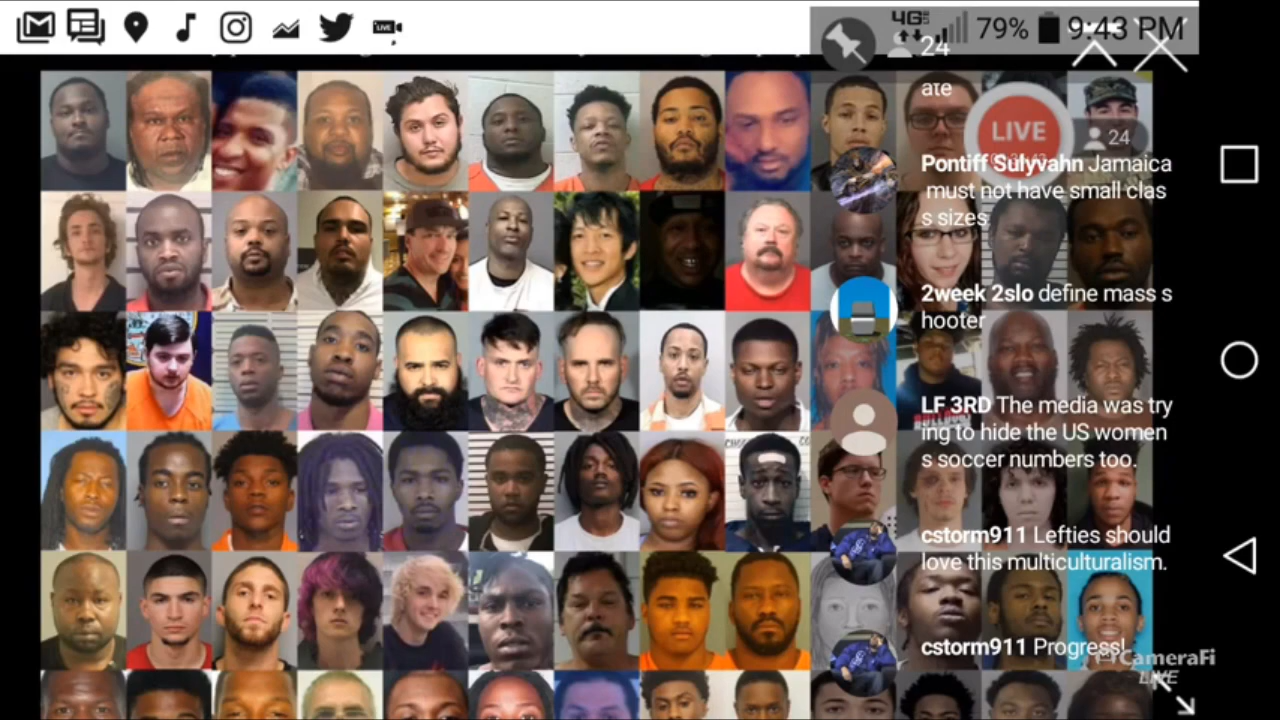 LIVE
4G
79%
9:43 PM
24
ate
LIVE
24
Pontiff Sulyvahn Jamaica
must not have small clas
s sizes
2week 2slo define mass s
hooter
LF 3RD The media was try
ing to hide the US women
s soccer numbers too.
cstorm911 Lefties should
love this multiculturalism.
cstorm911 Progress!
CameraFi
LIVE